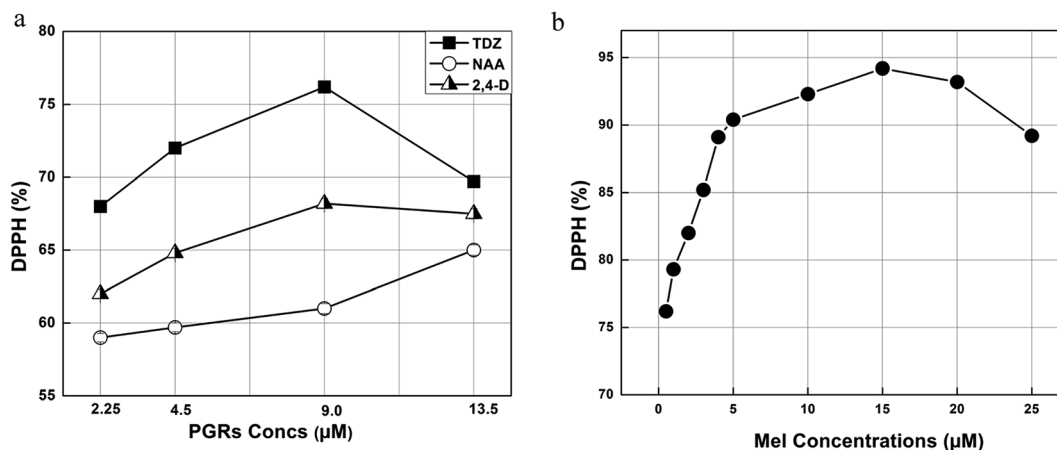 a
80
75
70
65
60
55
DPPH (%)
TDZ
NAA
2,4-D
2.25 4.5 9.0 13.5
PGRs Concs (µM)
b
95
90
85
80
75
70
DPPH (%)
0 5 10 15 20 25
Mel Concentrations (µM)